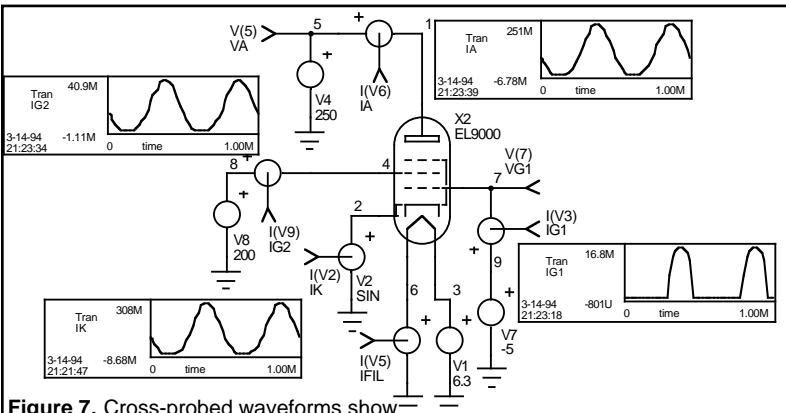 V(5)
VA
5
1
I(V6)
IA
V4
250
Tran
IA
251M
-6.78M
3-14-94
21:23:39
0 time 1.00M
Tran
IG2
40.9M
-1.11M
3-14-94
21:23:34
0 time 1.00M
X2
EL9000
8
4
V(7)
VG1
7
2
V8
200
I(V9)
IG2
I(V2)
IK
V2
SIN
I(V3)
IG1
9
Tran
IG1
16.8M
-801U
3-14-94
21:23:18
0 time 1.00M
6
3
V7
-5
Tran
IK
308M
-8.68M
3-14-94
21:21:47
0 time 1.00M
I(V5)
IFIL
V1
6.3
Figure 7. Cross-probed waveforms show